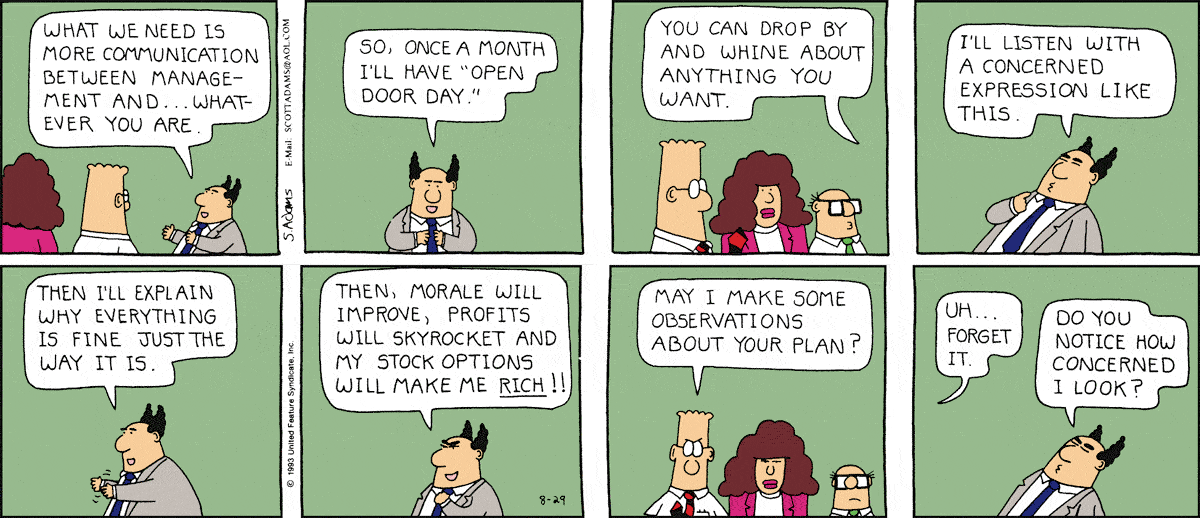 WHAT WE NEED IS
MORE COMMUNICATION
BETWEEN MANAGE-
MENT AND...WHAT-
EVER YOU ARE.
S.ADAMS E-Mail: SCOTTADAMS@AOL.COM
SO, ONCE A MONTH
I'LL HAVE "OPEN
DOOR DAY."
YOU CAN DROP BY
AND WHINE ABOUT
ANYTHING YOU
WANT.
I'LL LISTEN WITH
A CONCERNED
EXPRESSION LIKE
THIS.
THEN I'LL EXPLAIN
WHY EVERYTHING
IS FINE JUST THE
WAY IT IS.
© 1993 United Feature Syndicate, Inc.
THEN, MORALE WILL
IMPROVE, PROFITS
WILL SKYROCKET AND
MY STOCK OPTIONS
WILL MAKE ME RICH!!
8-29
MAY I MAKE SOME
OBSERVATIONS
ABOUT YOUR PLAN?
UH...
FORGET
IT.
DO YOU
NOTICE HOW
CONCERNED
I LOOK?